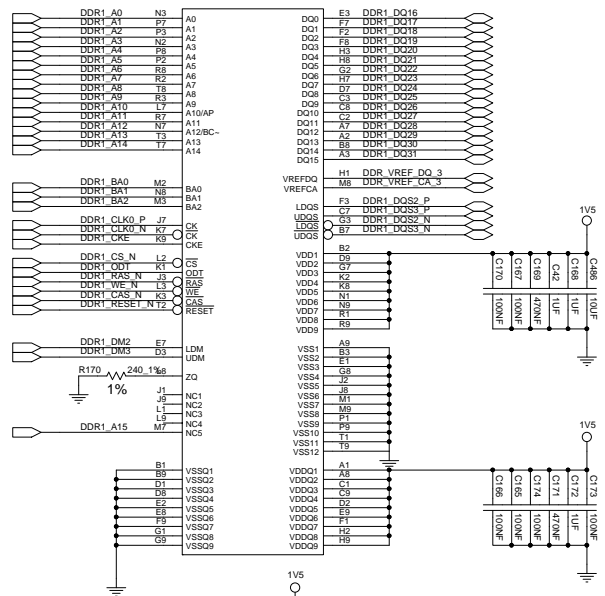 DDR1_A0 N3 A0
DDR1_A1 P7 A1
DDR1_A2 P3 A2
DDR1_A3 N2 A3
DDR1_A4 P8 A4
DDR1_A5 P2 A5
DDR1_A6 R8 A6
DDR1_A7 R2 A7
DDR1_A8 T8 A8
DDR1_A9 R3 A9
DDR1_A10 L7 A10/AP
DDR1_A11 R7 A11
DDR1_A12 N7 A12/BC~
DDR1_A13 T3 A13
DDR1_A14 T7 A14
DDR1_BA0 M2 BA0
DDR1_BA1 N8 BA1
DDR1_BA2 M3 BA2
DDR1_CLK0_P J7 CK
DDR1_CLK0_N K7 CK
DDR1_CKE K9 CKE
DDR1_CS_N L2 CS
DDR1_ODT K1 ODT
DDR1_RAS_N J3 RAS
DDR1_WE_N L3 WE
DDR1_CAS_N K3 CAS
DDR1_RESET_N T2 RESET
DDR1_DM2 E7 LDM
DDR1_DM3 D3 UDM
R170 240_1% L8 ZQ
1%
J1 NC1
J9 NC2
L1 NC3
L9 NC4
DDR1_A15 M7 NC5
B1 VSSQ1
B9 VSSQ2
D1 VSSQ3
D8 VSSQ4
E2 VSSQ5
E8 VSSQ6
F9 VSSQ7
G1 VSSQ8
G9 VSSQ9
DQ0 E3 DDR1_DQ16
DQ1 F7 DDR1_DQ17
DQ2 F2 DDR1_DQ18
DQ3 F8 DDR1_DQ19
DQ4 H3 DDR1_DQ20
DQ5 H8 DDR1_DQ21
DQ6 G2 DDR1_DQ22
DQ7 H7 DDR1_DQ23
DQ8 D7 DDR1_DQ24
DQ9 C3 DDR1_DQ25
DQ10 C8 DDR1_DQ26
DQ11 C2 DDR1_DQ27
DQ12 A7 DDR1_DQ28
DQ13 A2 DDR1_DQ29
DQ14 B8 DDR1_DQ30
DQ15 A3 DDR1_DQ31
VREFDQ H1 DDR_VREF_DQ_3
VREFCA M8 DDR_VREF_CA_3
LDQS F3 DDR1_DQS2_P
UDQS C7 DDR1_DQS3_P
LDQS G3 DDR1_DQS2_N
UDQS B7 DDR1_DQS3_N
VDD1 B2
VDD2 D9
VDD3 G7
VDD4 K2
VDD5 K8
VDD6 N1
VDD7 N9
VDD8 R1
VDD9 R9
VSS1 A9
VSS2 B3
VSS3 E1
VSS4 G8
VSS5 J2
VSS6 J8
VSS7 M1
VSS8 M9
VSS9 P1
VSS10 P9
VSS11 T1
VSS12 T9
VDDQ1 A1
VDDQ2 A8
VDDQ3 C1
VDDQ4 C9
VDDQ5 D2
VDDQ6 E9
VDDQ7 F1
VDDQ8 H2
VDDQ9 H9
1V5
C170 100NF
C167 100NF
C169 470NF
C42 1UF
C168 1UF
C486 10UF
1V5
C166 100NF
C165 100NF
C174 100NF
C171 470NF
C172 1UF
C173 100NF
1V5